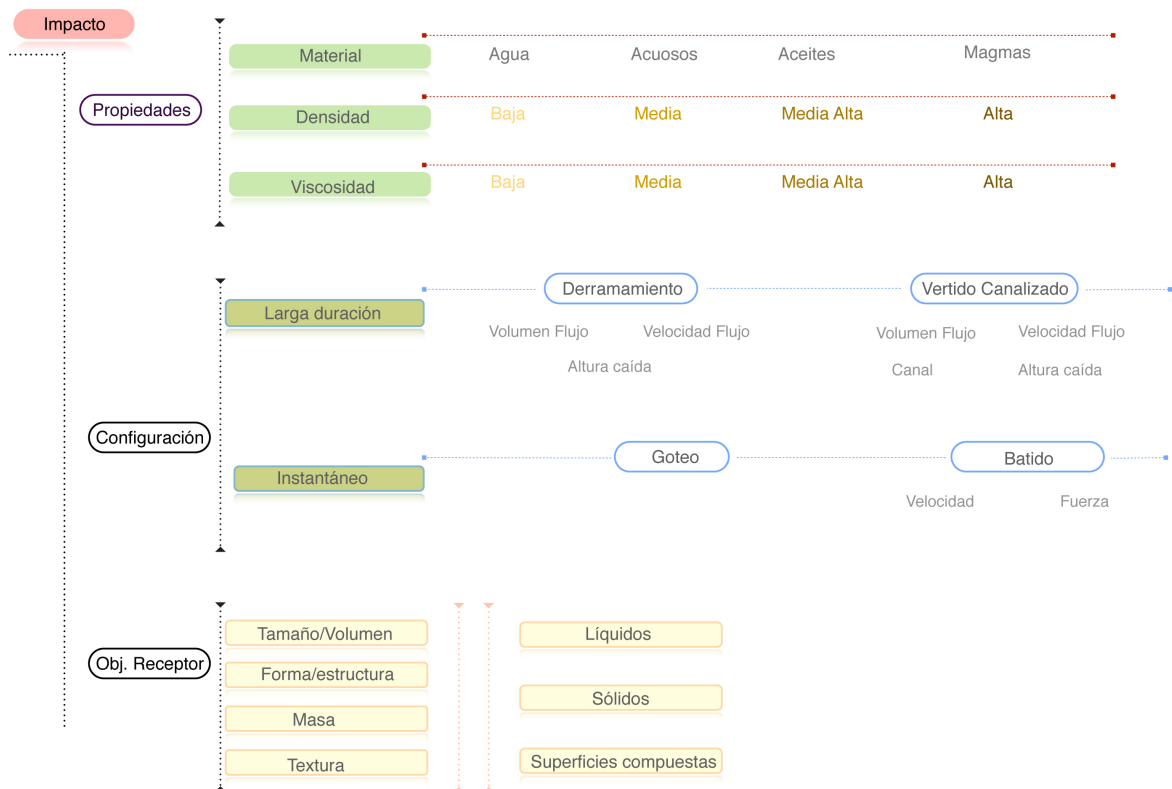 Impacto
Propiedades
Material Agua Acuosos Aceites Magmas
Densidad Baja Media Media Alta Alta
Viscosidad Baja Media Media Alta Alta
Configuración
Larga duración
Derramamiento Vertido Canalizado
Volumen Flujo Velocidad Flujo Volumen Flujo Velocidad Flujo
Altura caída Canal Altura caída
Instantáneo
Goteo Batido
Velocidad Fuerza
Obj. Receptor
Tamaño/Volumen Líquidos
Forma/estructura
Masa Sólidos
Textura Superficies compuestas